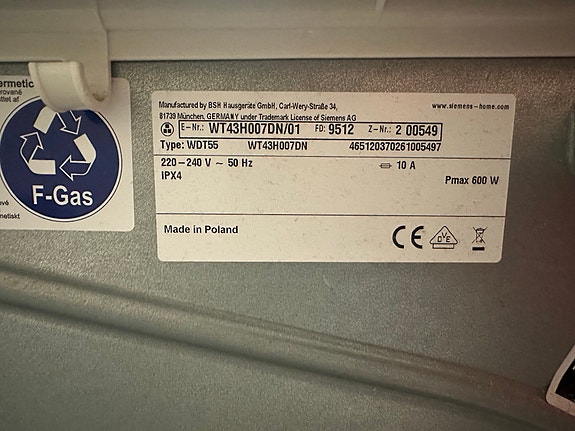 ermetic
Manufactured by BSH Hausgeräte GmbH, Carl-Wery-Straße 34,
81739 München, GERMANY under Trademark License of Siemens AG
www.siemens-home.com
E-Nr.: WT43H007DN/01 FD: 9512 Z-Nr.: 2 00549
Type: WDT55 WT43H007DN 465120370261005497
220-240 V ~ 50 Hz 10 A
IPX4
Pmax 600 W
Made in Poland
CE
DVE
F-Gas